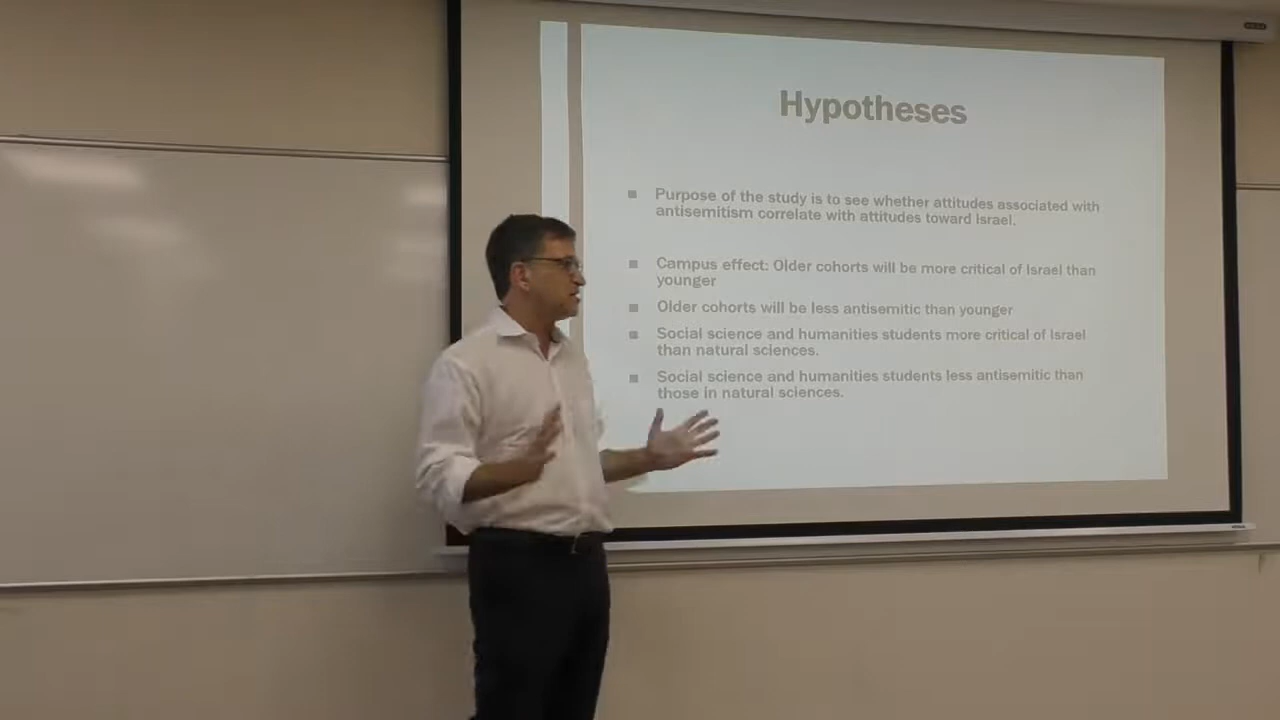 Hypotheses
Purpose of the study is to see whether attitudes associated with
antisemitism correlate with attitudes toward Israel.
Campus effect: Older cohorts will be more critical of Israel than
younger
Older cohorts will be less antisemitic than younger
Social science and humanities students more critical of Israel
than natural sciences.
Social science and humanities students less antisemitic than
those in natural sciences.